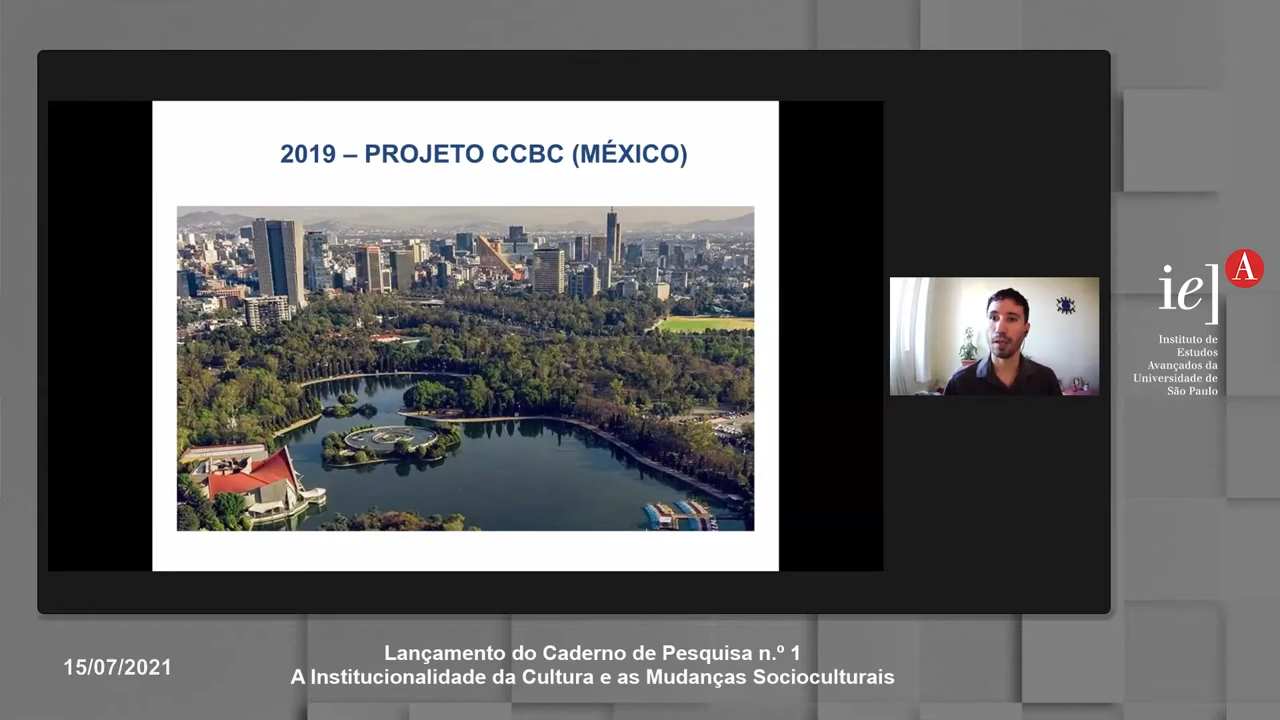 2019 – PROJETO CCBC (MÉXICO)
ie]A
Instituto de
Estudos
Avançados da
Universidade de
São Paulo
15/07/2021
Lançamento do Caderno de Pesquisa n.º 1
A Institucionalidade da Cultura e as Mudanças Socioculturais